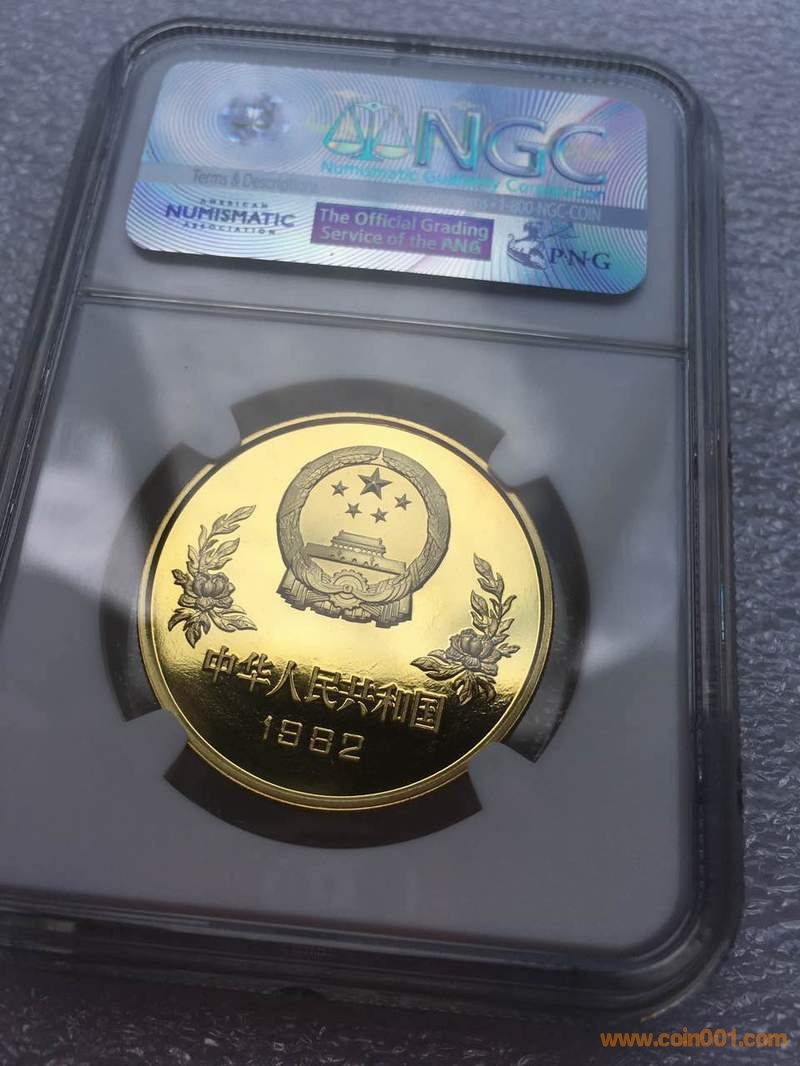 NGC
Numismatic Guaranty Corporation
Terms & Descriptions
1-800-NGC-COIN
AMERICAN
NUMISMATIC
ASSOCIATION
The Official Grading
Service of the PNG
P·N·G
中华人民共和国
1982
www.coin001.com